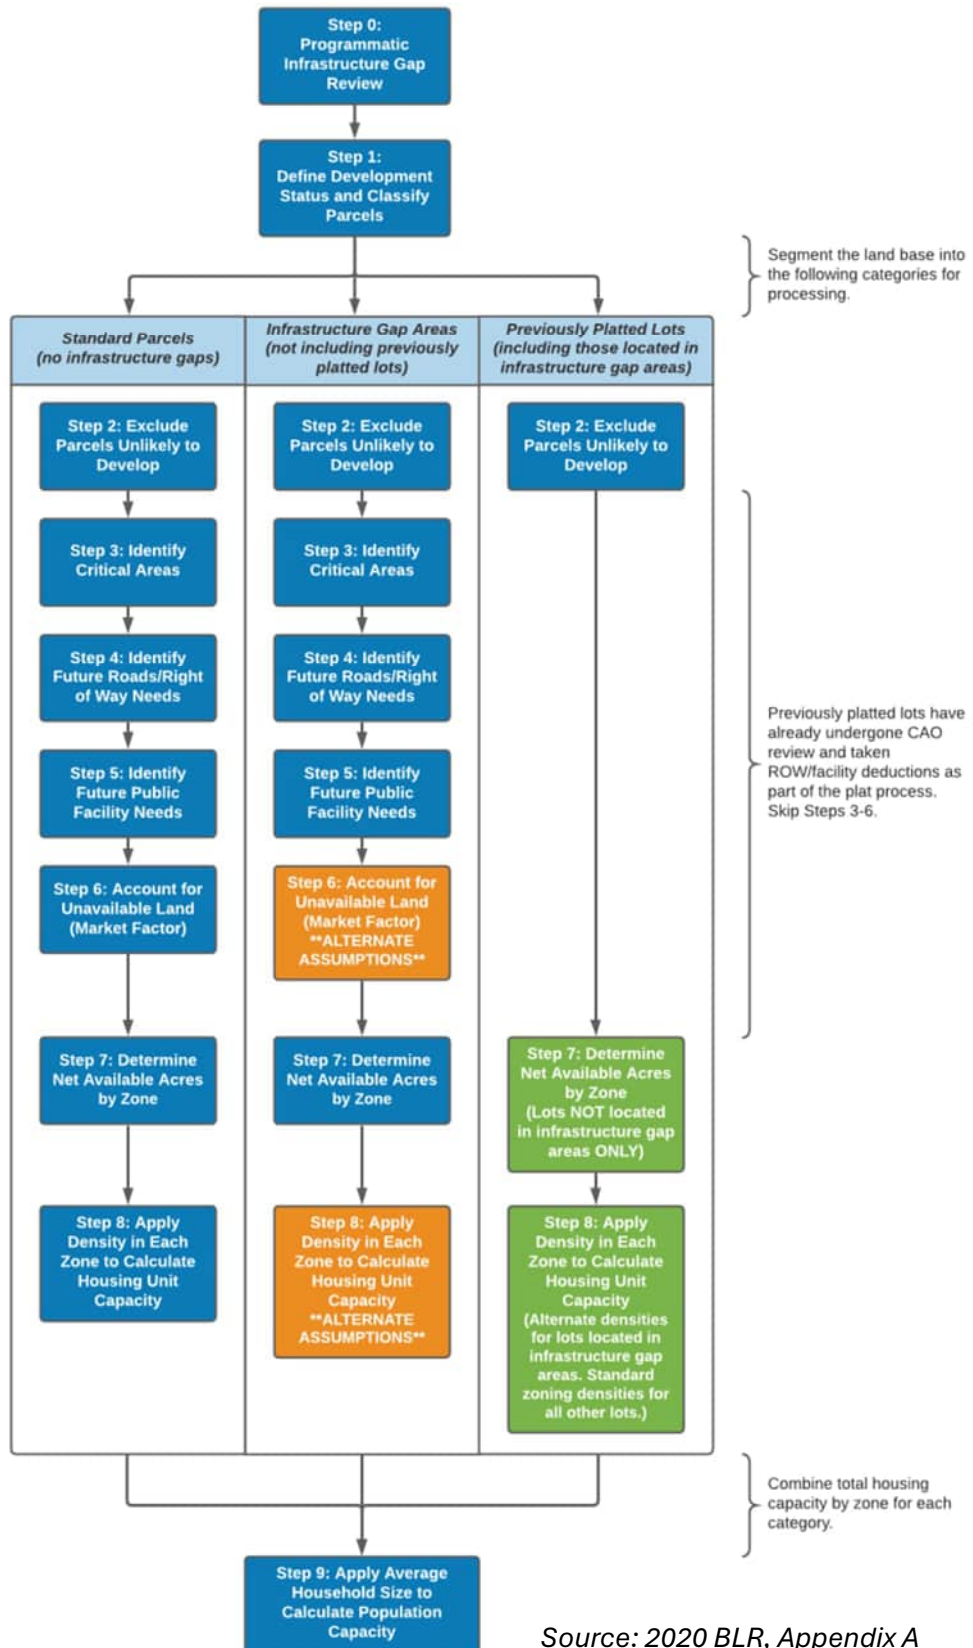 Step 0:
Programmatic
Infrastructure Gap
Review
Step 1:
Define Development
Status and Classify
Parcels
Segment the land base into
the following categories for
processing.
Standard Parcels
(no infrastructure gaps)
Infrastructure Gap Areas
(not including previously
platted lots)
Previously Platted Lots
(including those located in
infrastructure gap areas)
Step 2: Exclude
Parcels Unlikely to
Develop
Step 3: Identify
Critical Areas
Step 4: Identify
Future Roads/Right
of Way Needs
Step 5: Identify
Future Public
Facility Needs
Step 6: Account for
Unavailable Land
(Market Factor)
Step 7: Determine
Net Available Acres
by Zone
Step 8: Apply
Density in Each
Zone to Calculate
Housing Unit
Capacity
Step 2: Exclude
Parcels Unlikely to
Develop
Step 3: Identify
Critical Areas
Step 4: Identify
Future Roads/Right
of Way Needs
Step 5: Identify
Future Public
Facility Needs
Step 6: Account for
Unavailable Land
(Market Factor)
**ALTERNATE
ASSUMPTIONS**
Step 7: Determine
Net Available Acres
by Zone
Step 8: Apply
Density in Each
Zone to Calculate
Housing Unit
Capacity
**ALTERNATE
ASSUMPTIONS**
Step 2: Exclude
Parcels Unlikely to
Develop
Step 7: Determine
Net Available Acres
by Zone
(Lots NOT located
in infrastructure gap
areas ONLY)
Step 8: Apply
Density in Each
Zone to Calculate
Housing Unit
Capacity
(Alternate densities
for lots located in
infrastructure gap
areas. Standard
zoning densities for
all other lots.)
Previously platted lots have
already undergone CAO
review and taken
ROW/facility deductions as
part of the plat process.
Skip Steps 3-6.
Combine total housing
capacity by zone for each
category.
Step 9: Apply Average
Household Size to
Calculate Population
Capacity
Source: 2020 BLR, Appendix A